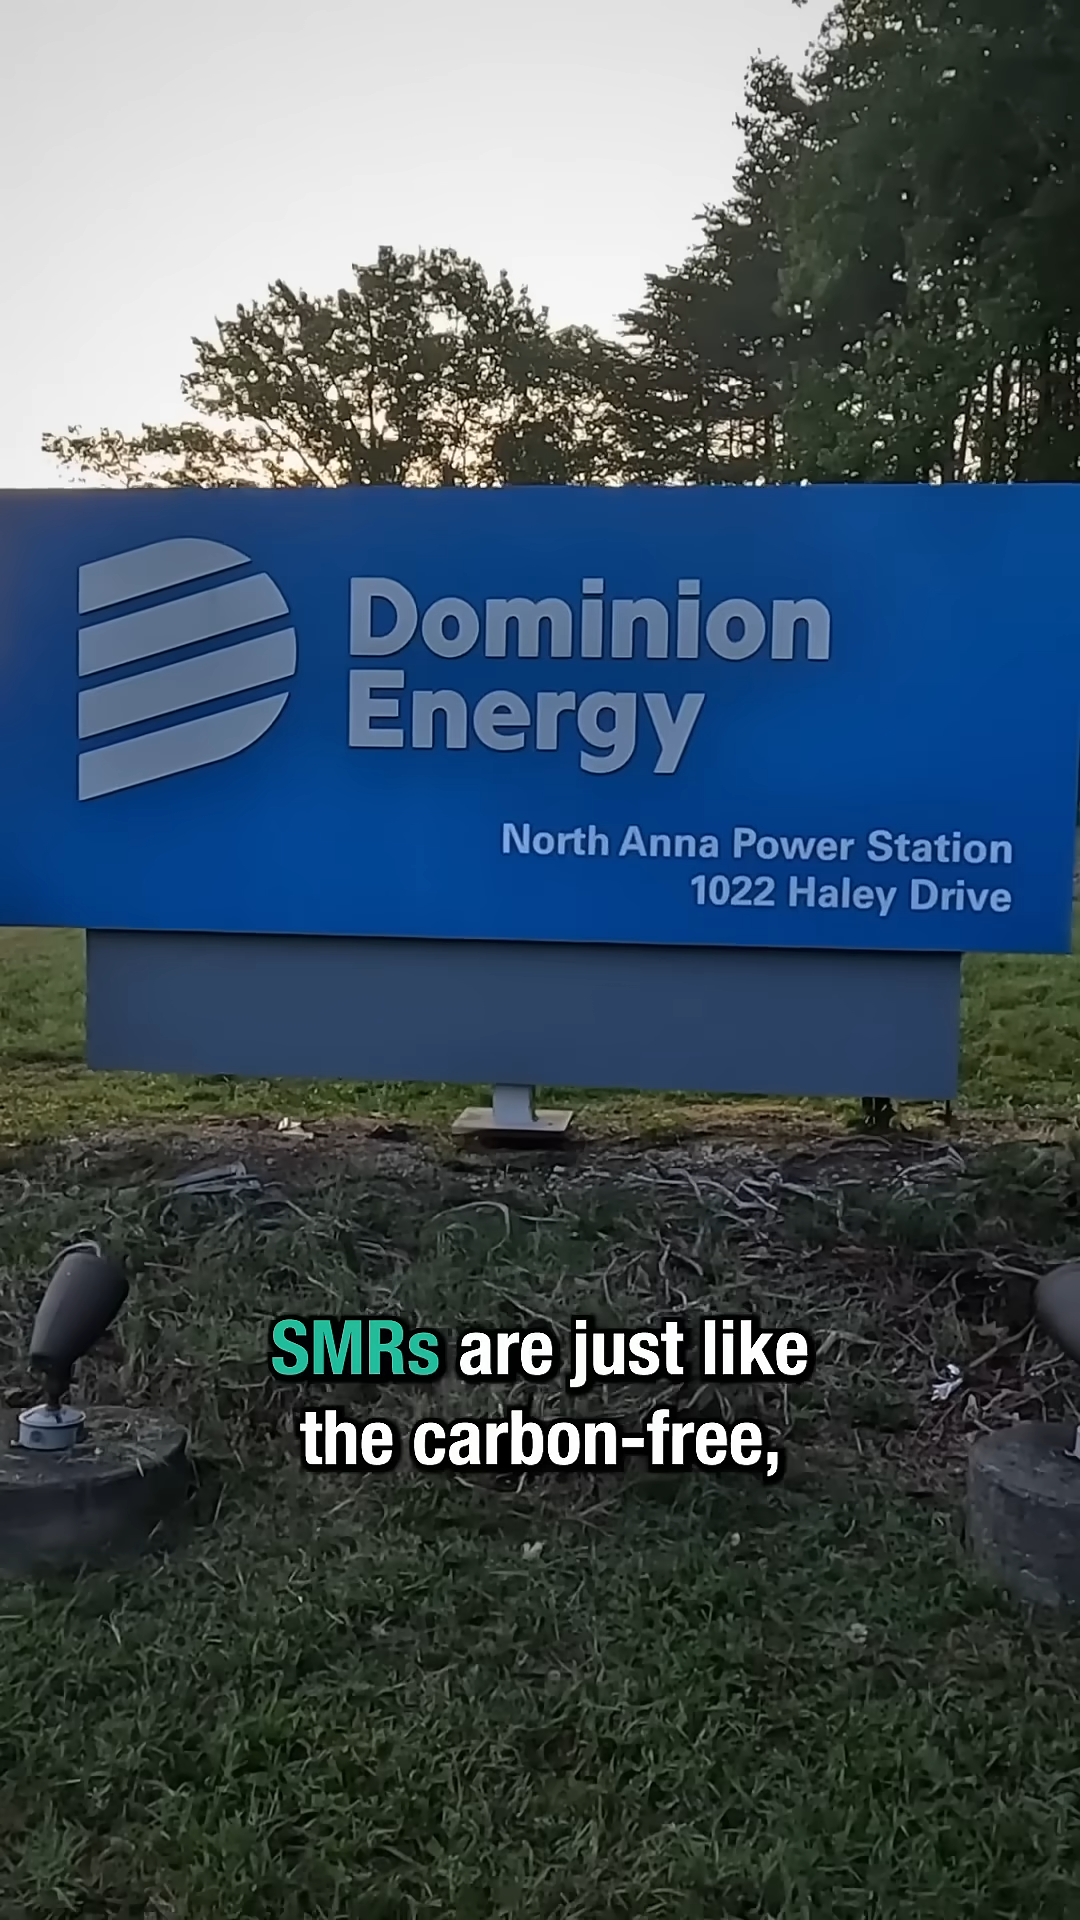 Dominion
Energy
North Anna Power Station
1022 Haley Drive
SMRs are just like
the carbon-free,